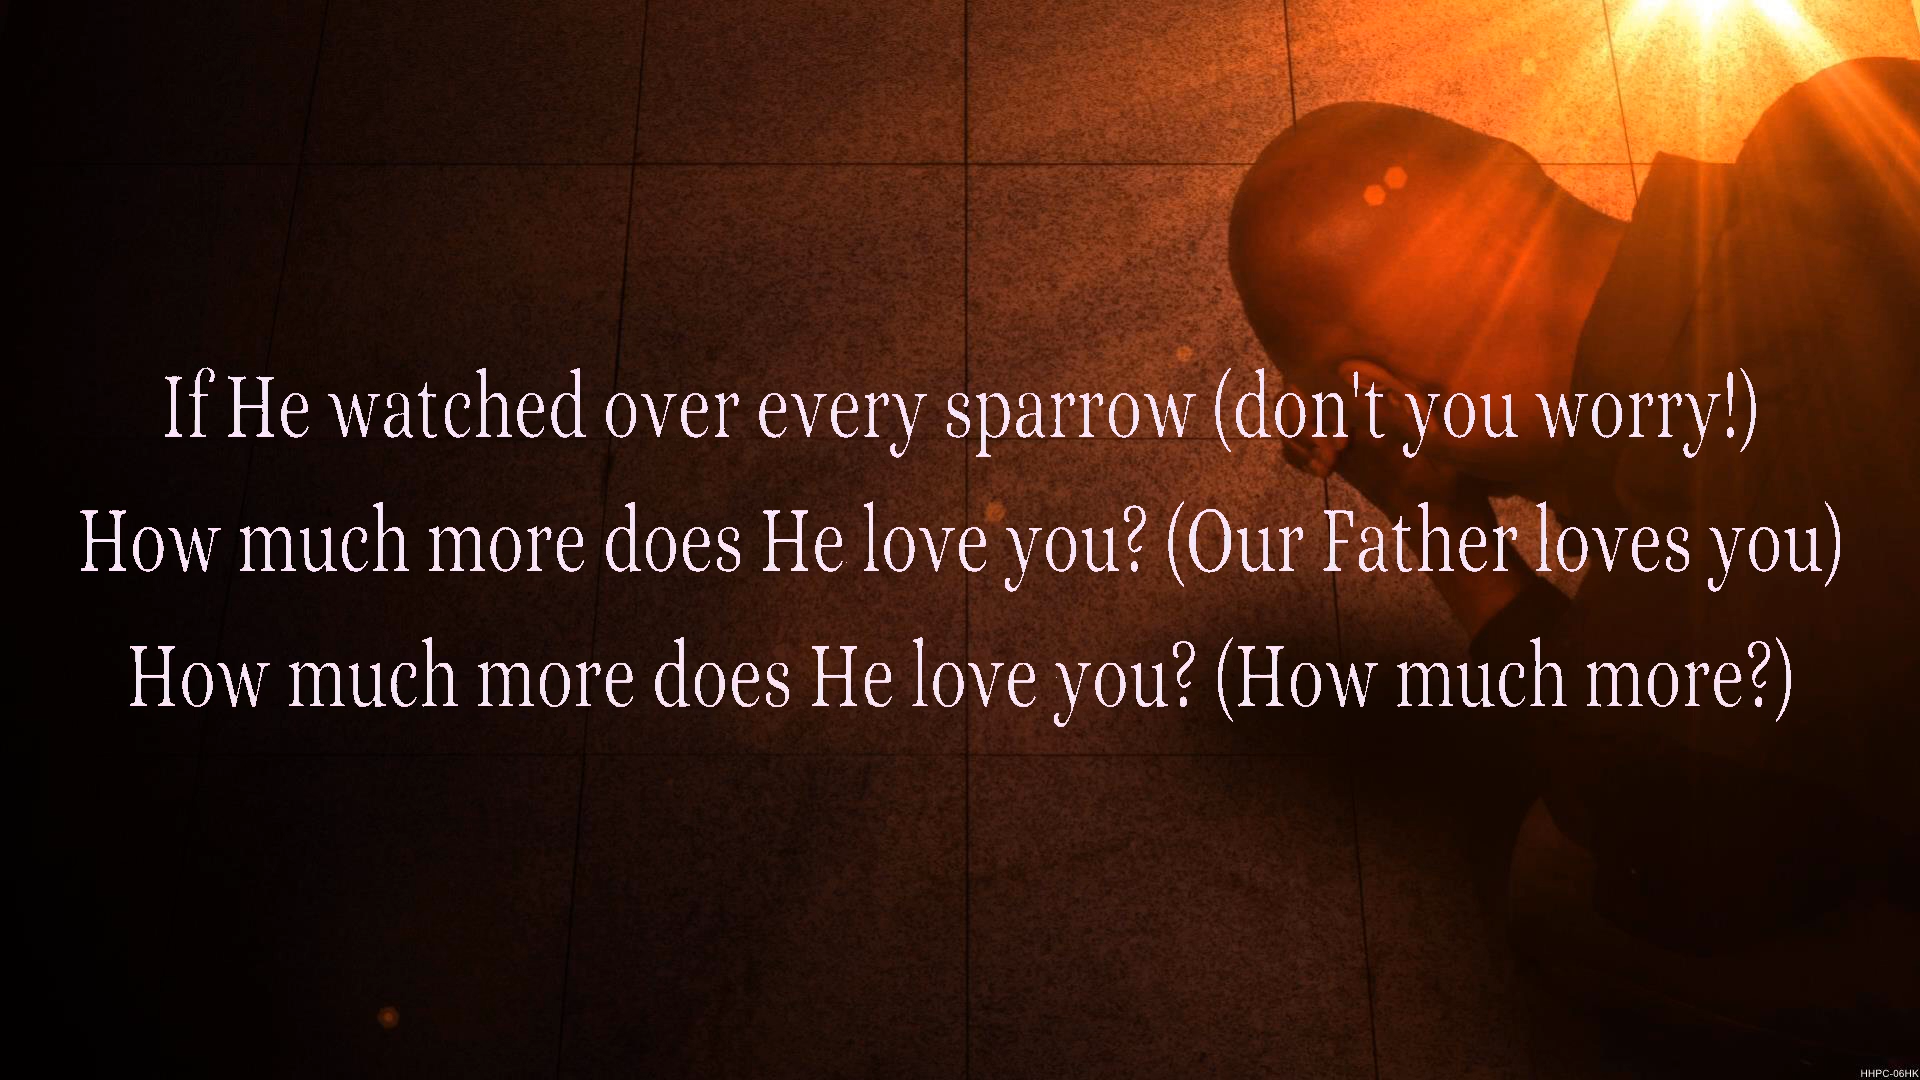 If He watched over every sparrow (don't you worry!)
How much more does He love you? (Our Father loves you)
How much more does He love you? (How much more?)
HHPC-06HK